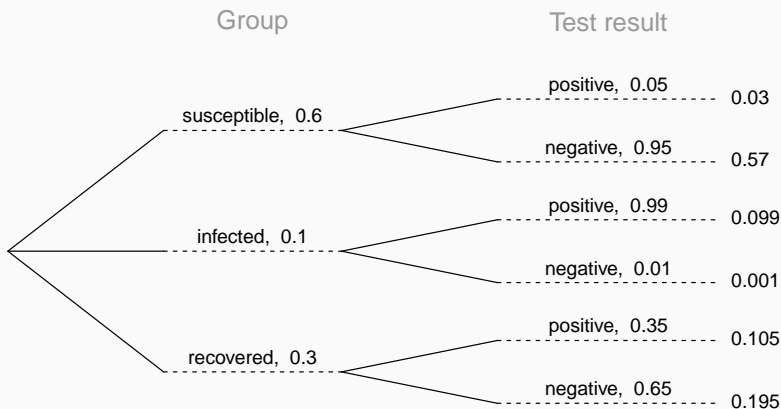 Group Test result
positive, 0.05 0.03
susceptible, 0.6
negative, 0.95 0.57
positive, 0.99 0.099
infected, 0.1
negative, 0.01 0.001
positive, 0.35 0.105
recovered, 0.3
negative, 0.65 0.195